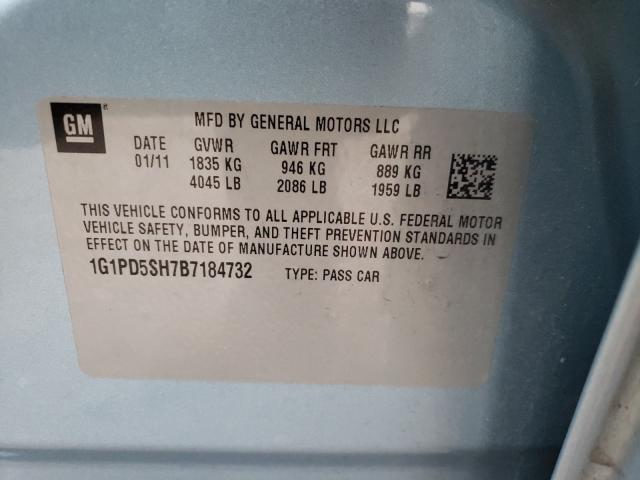 GM
MFD BY GENERAL MOTORS LLC
DATE GVWR GAWR FRT GAWR RR
01/11 1835 KG 946 KG 889 KG
4045 LB 2086 LB 1959 LB
THIS VEHICLE CONFORMS TO ALL APPLICABLE U.S. FEDERAL MOTOR
VEHICLE SAFETY, BUMPER, AND THEFT PREVENTION STANDARDS IN
EFFECT ON THE DATE OF MANUFACTURE SHOWN ABOVE.
1G1PD5SH7B7184732 TYPE: PASS CAR